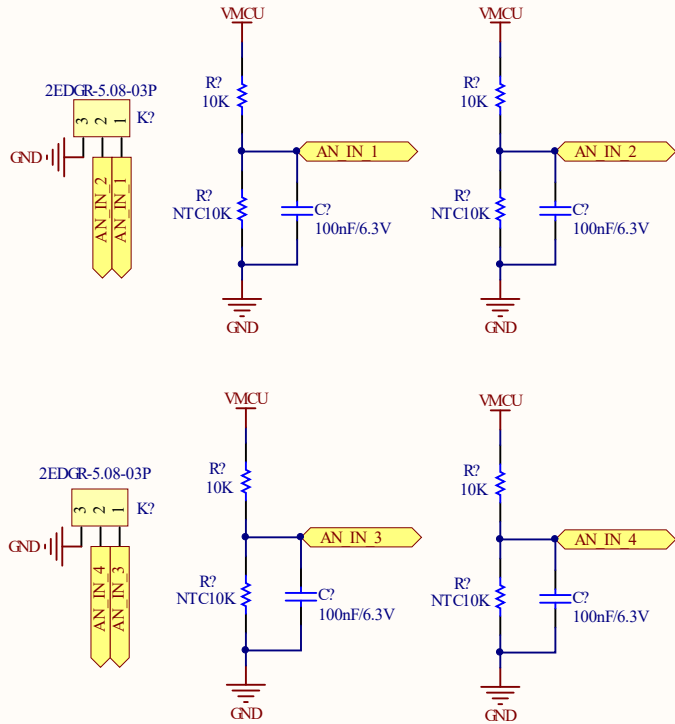 VMCU
VMCU
2EDGR-5.08-03P
3 2 1
K?
GND
AN_IN_2
AN_IN_1
R?
10K
AN_IN_1
R?
NTC10K
C?
100nF/6.3V
GND
R?
10K
AN_IN_2
R?
NTC10K
C?
100nF/6.3V
GND
VMCU
VMCU
2EDGR-5.08-03P
3 2 1
K?
GND
AN_IN_4
AN_IN_3
R?
10K
AN_IN_3
R?
NTC10K
C?
100nF/6.3V
GND
R?
10K
AN_IN_4
R?
NTC10K
C?
100nF/6.3V
GND